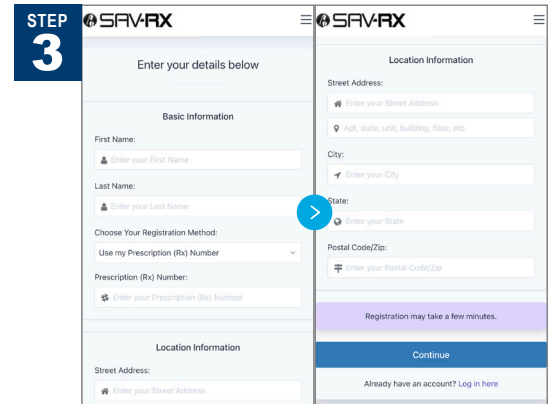 STEP
3
SAV-RX
Enter your details below
Basic Information
First Name:
Enter your First Name
Last Name:
Enter your Last Name
Choose Your Registration Method:
Use my Prescription (Rx) Number
Prescription (Rx) Number:
Enter your Prescription (Rx) Number
Location Information
Street Address:
Enter your Street Address
SAV-RX
Location Information
Street Address:
Enter your Street Address
Apt, suite, unit, building, floor, etc.
City:
Enter your City
State:
Enter your State
Postal Code/Zip:
Enter your Postal Code/Zip
Registration may take a few minutes.
Continue
Already have an account? Log in here